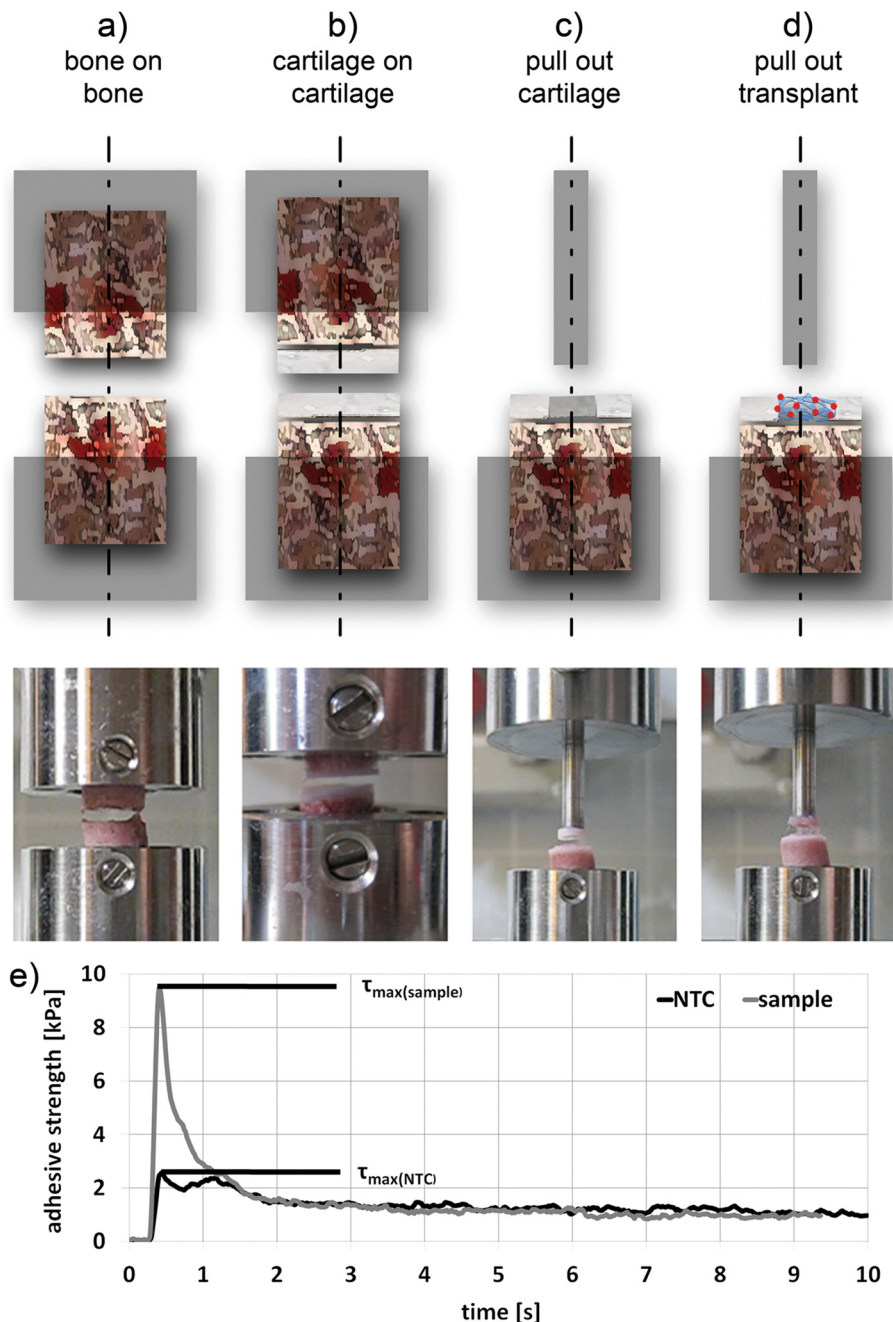 a)
bone on
bone
b)
cartilage on
cartilage
c)
pull out
cartilage
d)
pull out
transplant
e)
10
8
6
4
2
0
adhesive strength [kPa]
τmax(sample)
NTC
sample
τmax(NTC)
0 1 2 3 4 5 6 7 8 9 10
time [s]